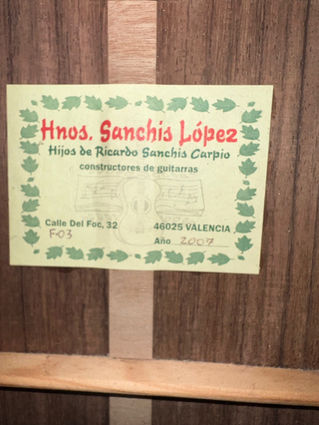 Hnos. Sanchis López
Hijos de Ricardo Sanchis Carpio
constructores de guitarras
Calle Del Foc, 32 46025 VALENCIA
F-03 Año 2007